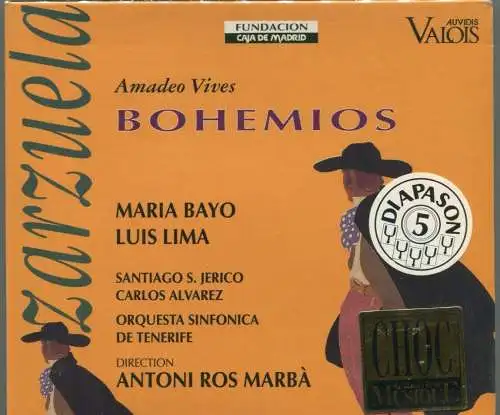 zarzuela
FUNDACION
CAJA DE MADRID
AUVIDIS
VALOIS
Amadeo Vives
BOHEMIOS
MARIA BAYO
LUIS LIMA
SANTIAGO S. JERICO
CARLOS ALVAREZ
ORQUESTA SINFONICA
DE TENERIFE
DIRECTION
ANTONI ROS MARBÀ
DIAPASON
5
CHOC
MUSIQUE